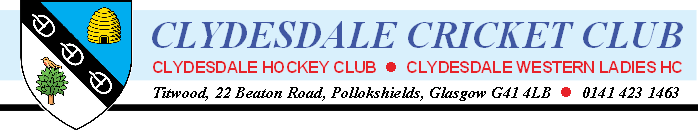 CLYDESDALE CRICKET CLUB
CLYDESDALE HOCKEY CLUB ● CLYDESDALE WESTERN LADIES HC
Titwood, 22 Beaton Road, Pollokshields, Glasgow G41 4LB ● 0141 423 1463